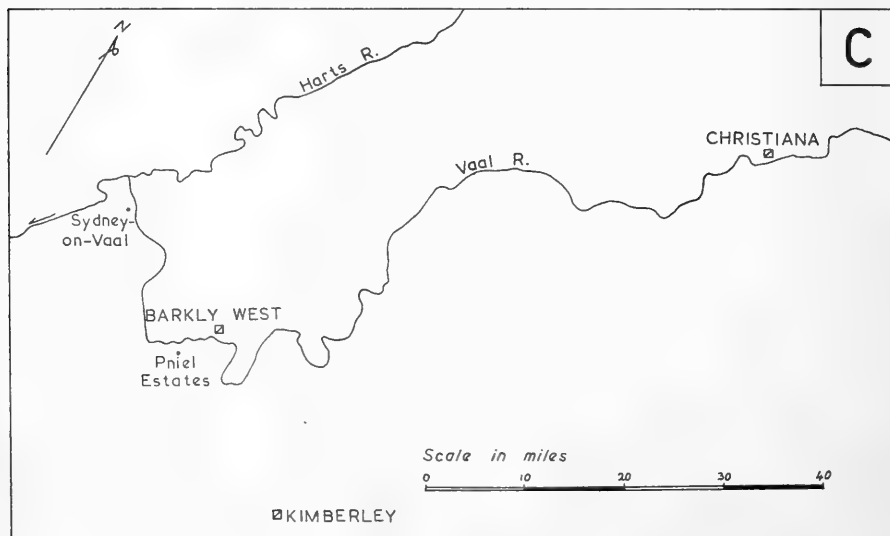 N
C
Harts R.
CHRISTIANA
Vaal R.
Sydney-
on-Vaal
BARKLY WEST
Pniel
Estates
Scale in miles
0 10 20 30 40
KIMBERLEY